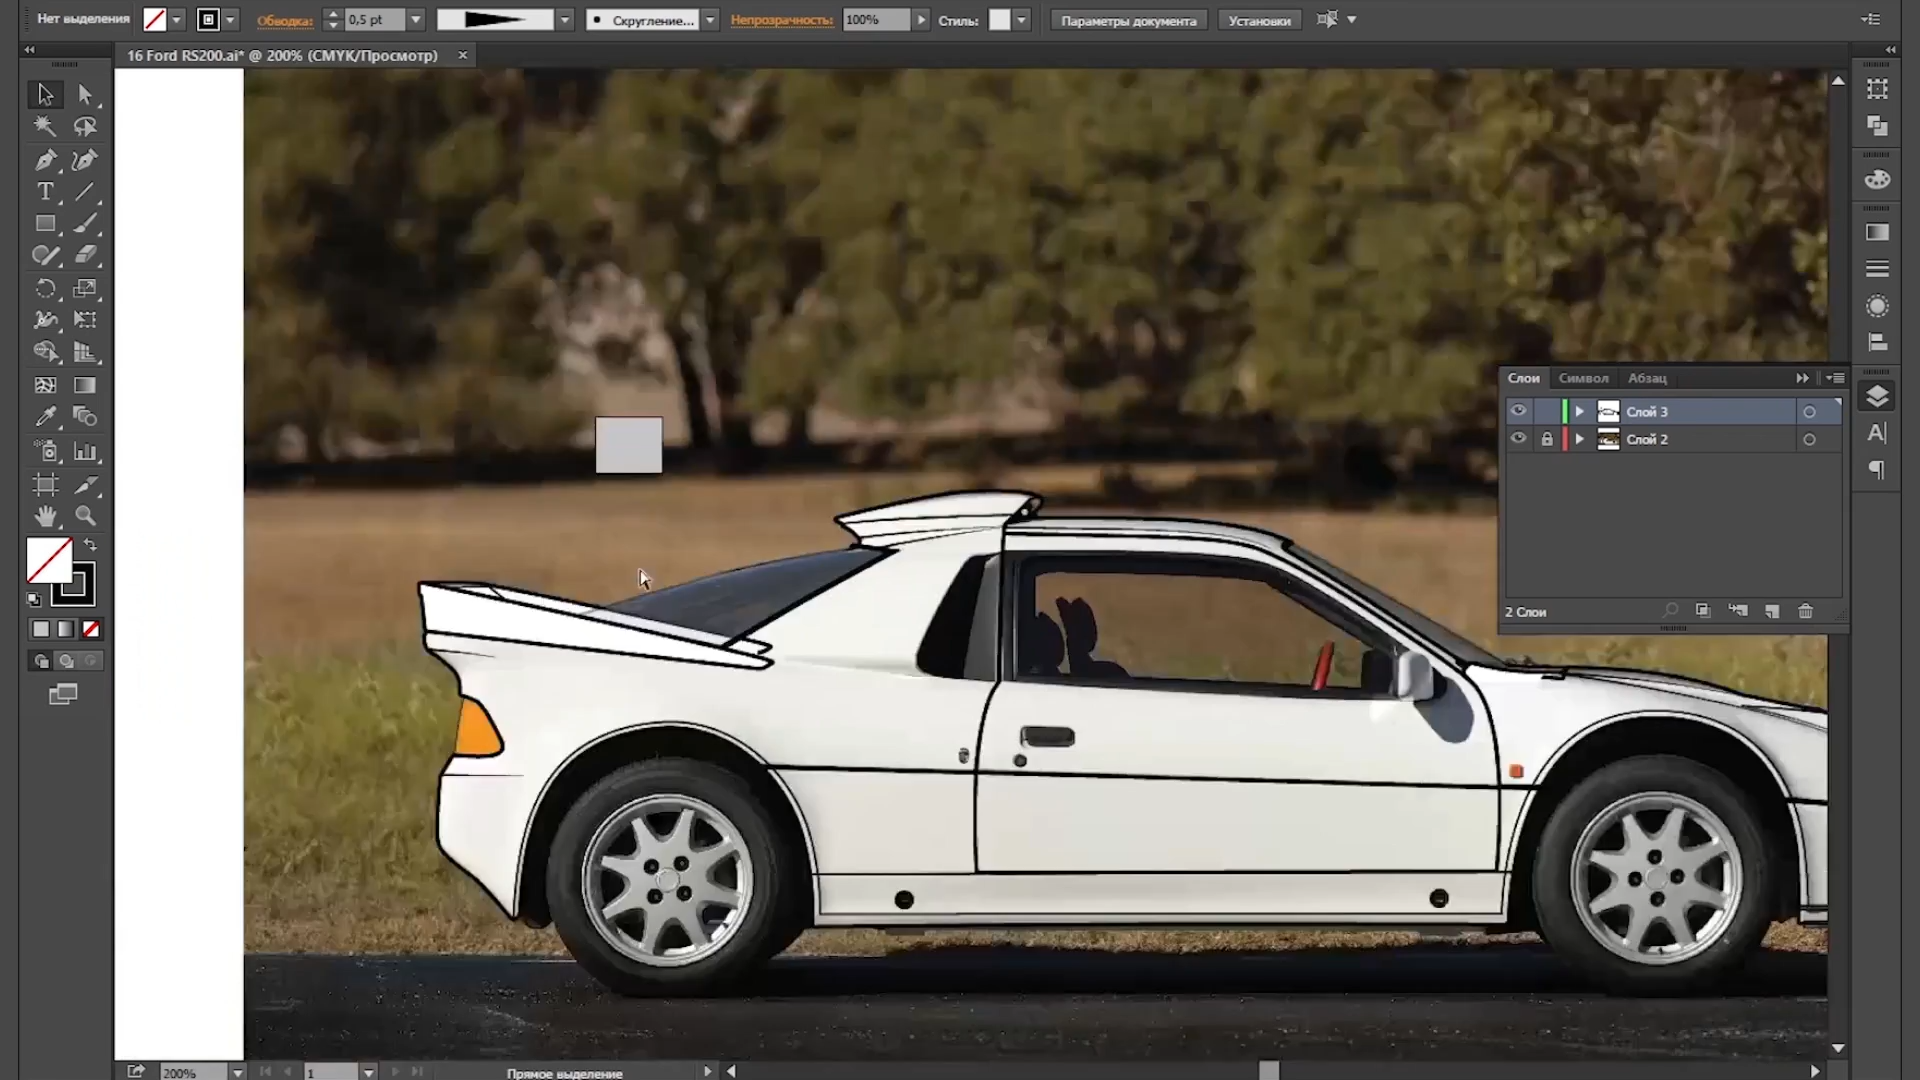 Нет выделения Обводка: 0,5 pt Скругление... Непрозрачность: 100% Стиль: Параметры документа Установки
16 Ford RS200.ai* @ 200% (CMYK/Просмотр) ×
Слои Символ Абзац
Слой 3
Слой 2
2 Слои
200% 1 Прямое выделение